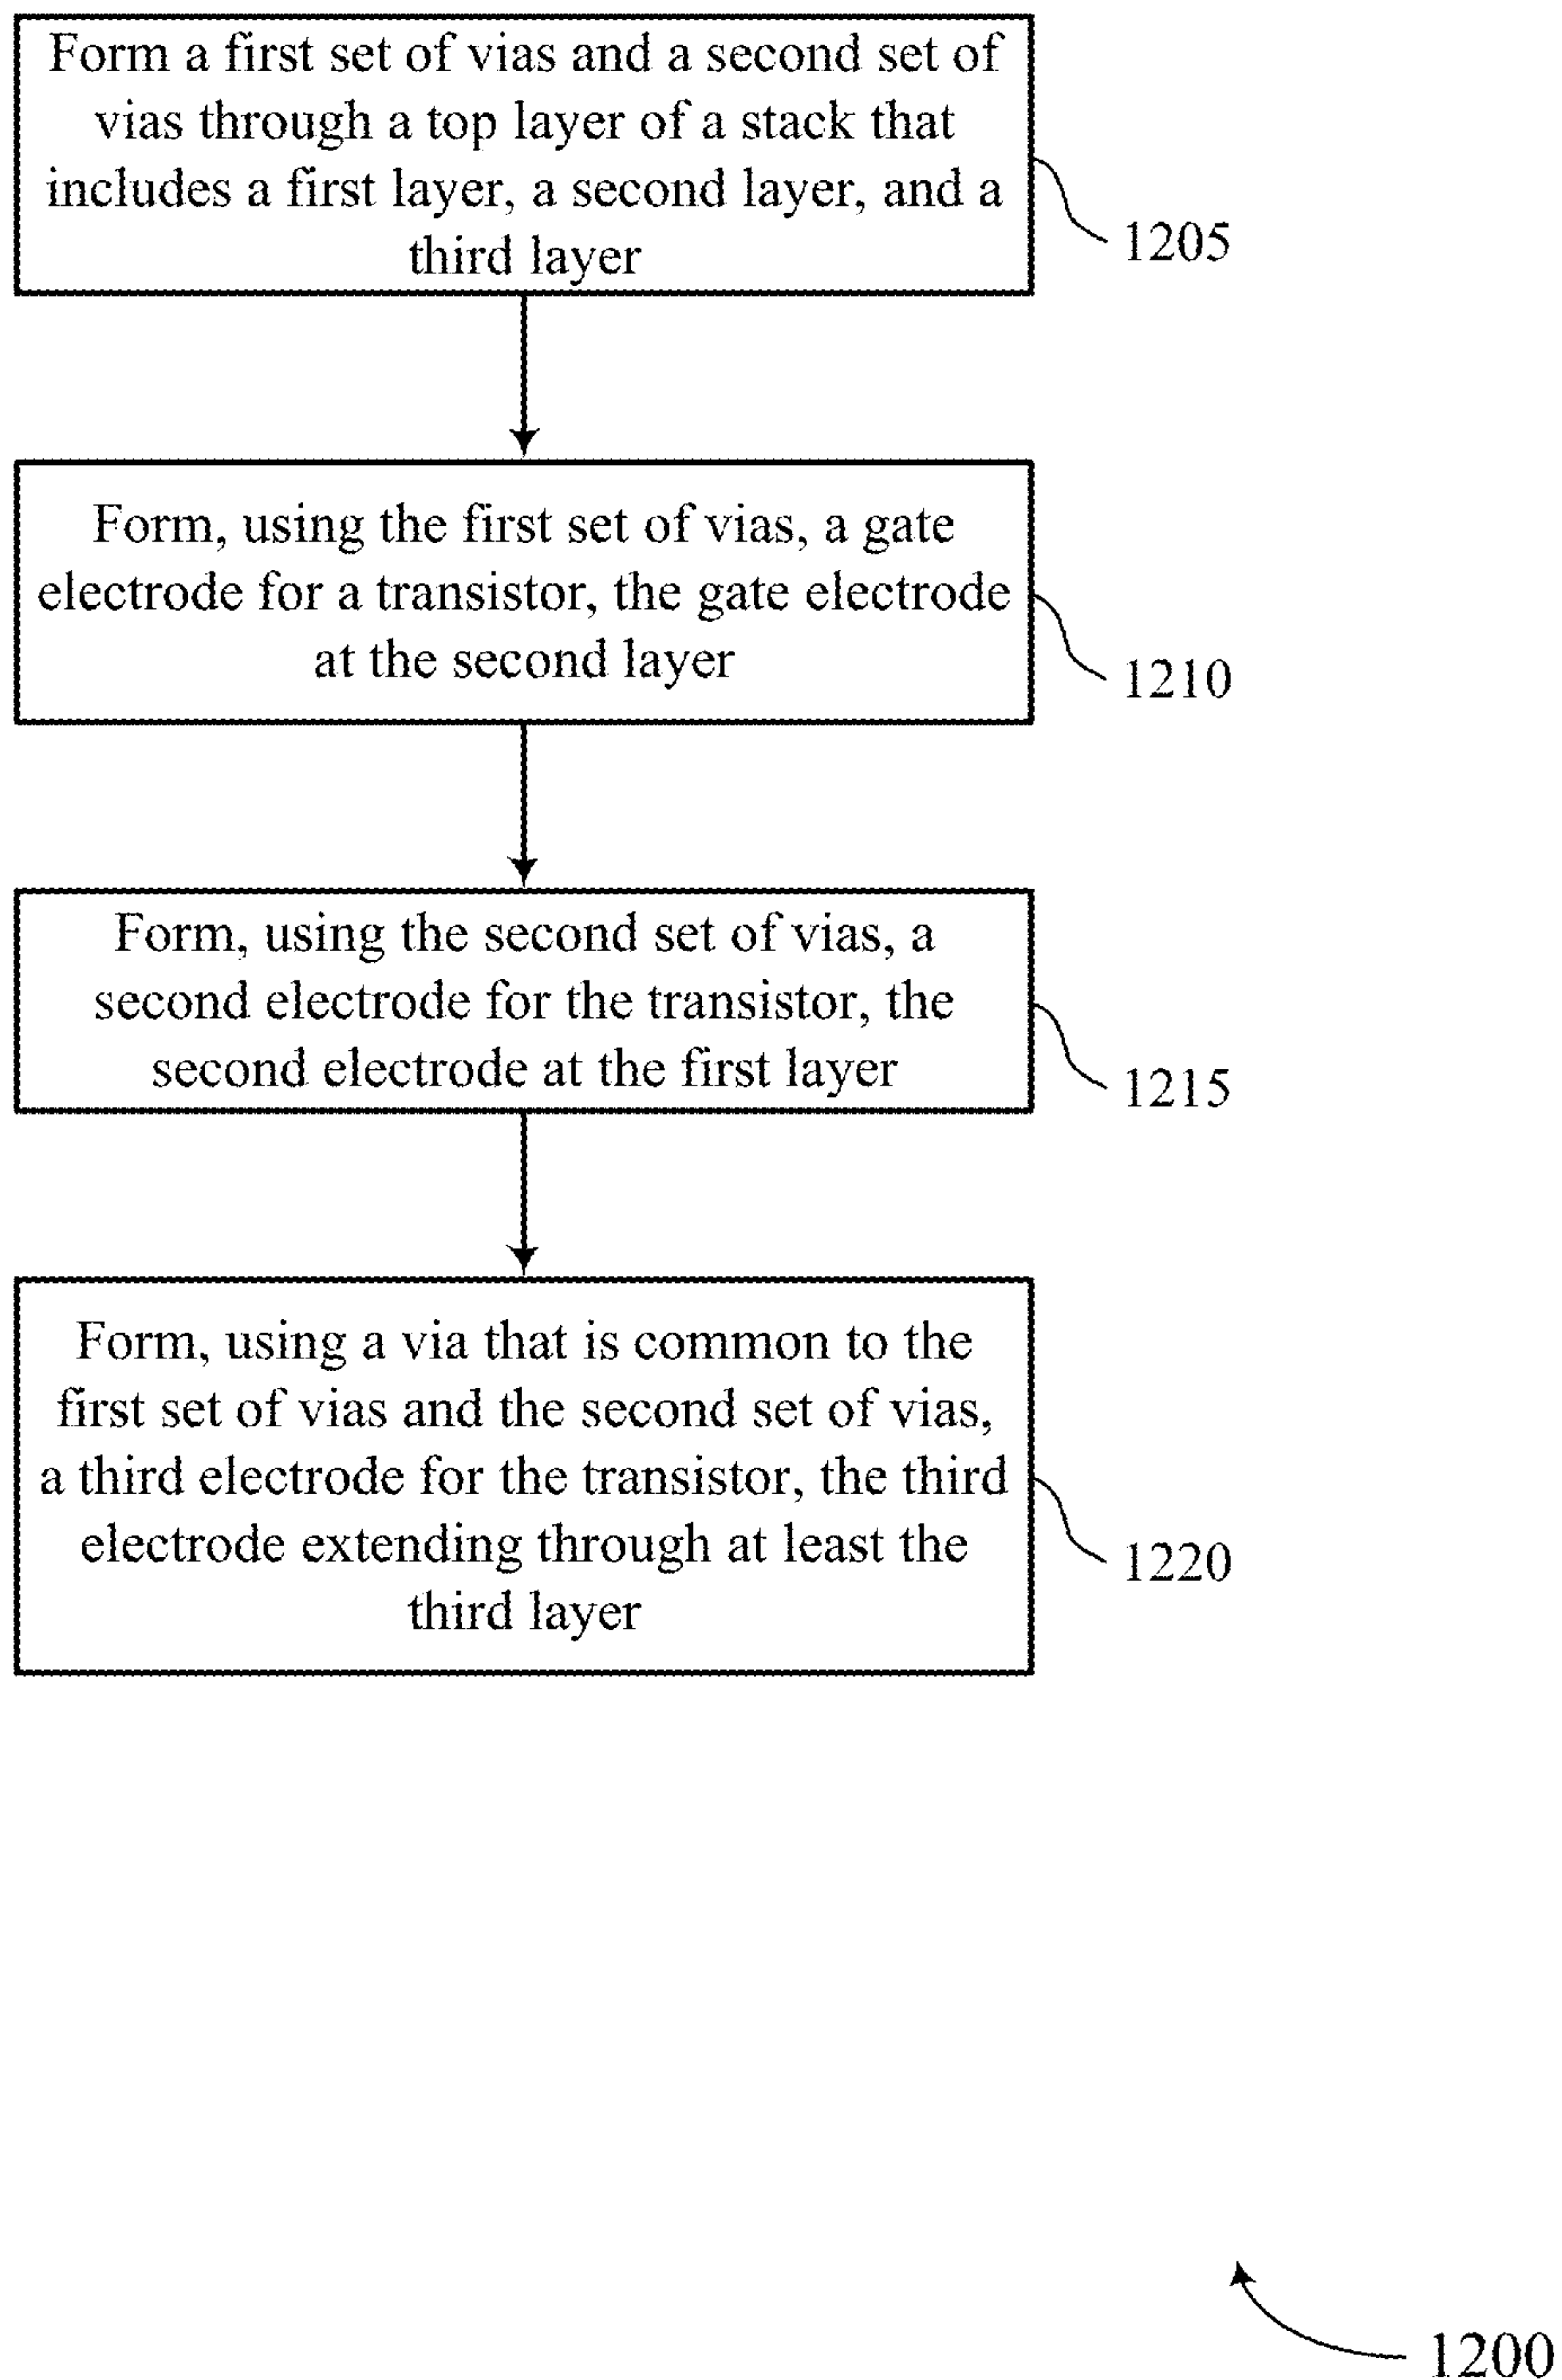 Form a first set of vias and a second set of
vias through a top layer of a stack that
includes a first layer, a second layer, and a
third layer
1205
Form, using the first set of vias, a gate
electrode for a transistor, the gate electrode
at the second layer
1210
Form, using the second set of vias, a
second electrode for the transistor, the
second electrode at the first layer
1215
Form, using a via that is common to the
first set of vias and the second set of vias,
a third electrode for the transistor, the third
electrode extending through at least the
third layer
1220
1200